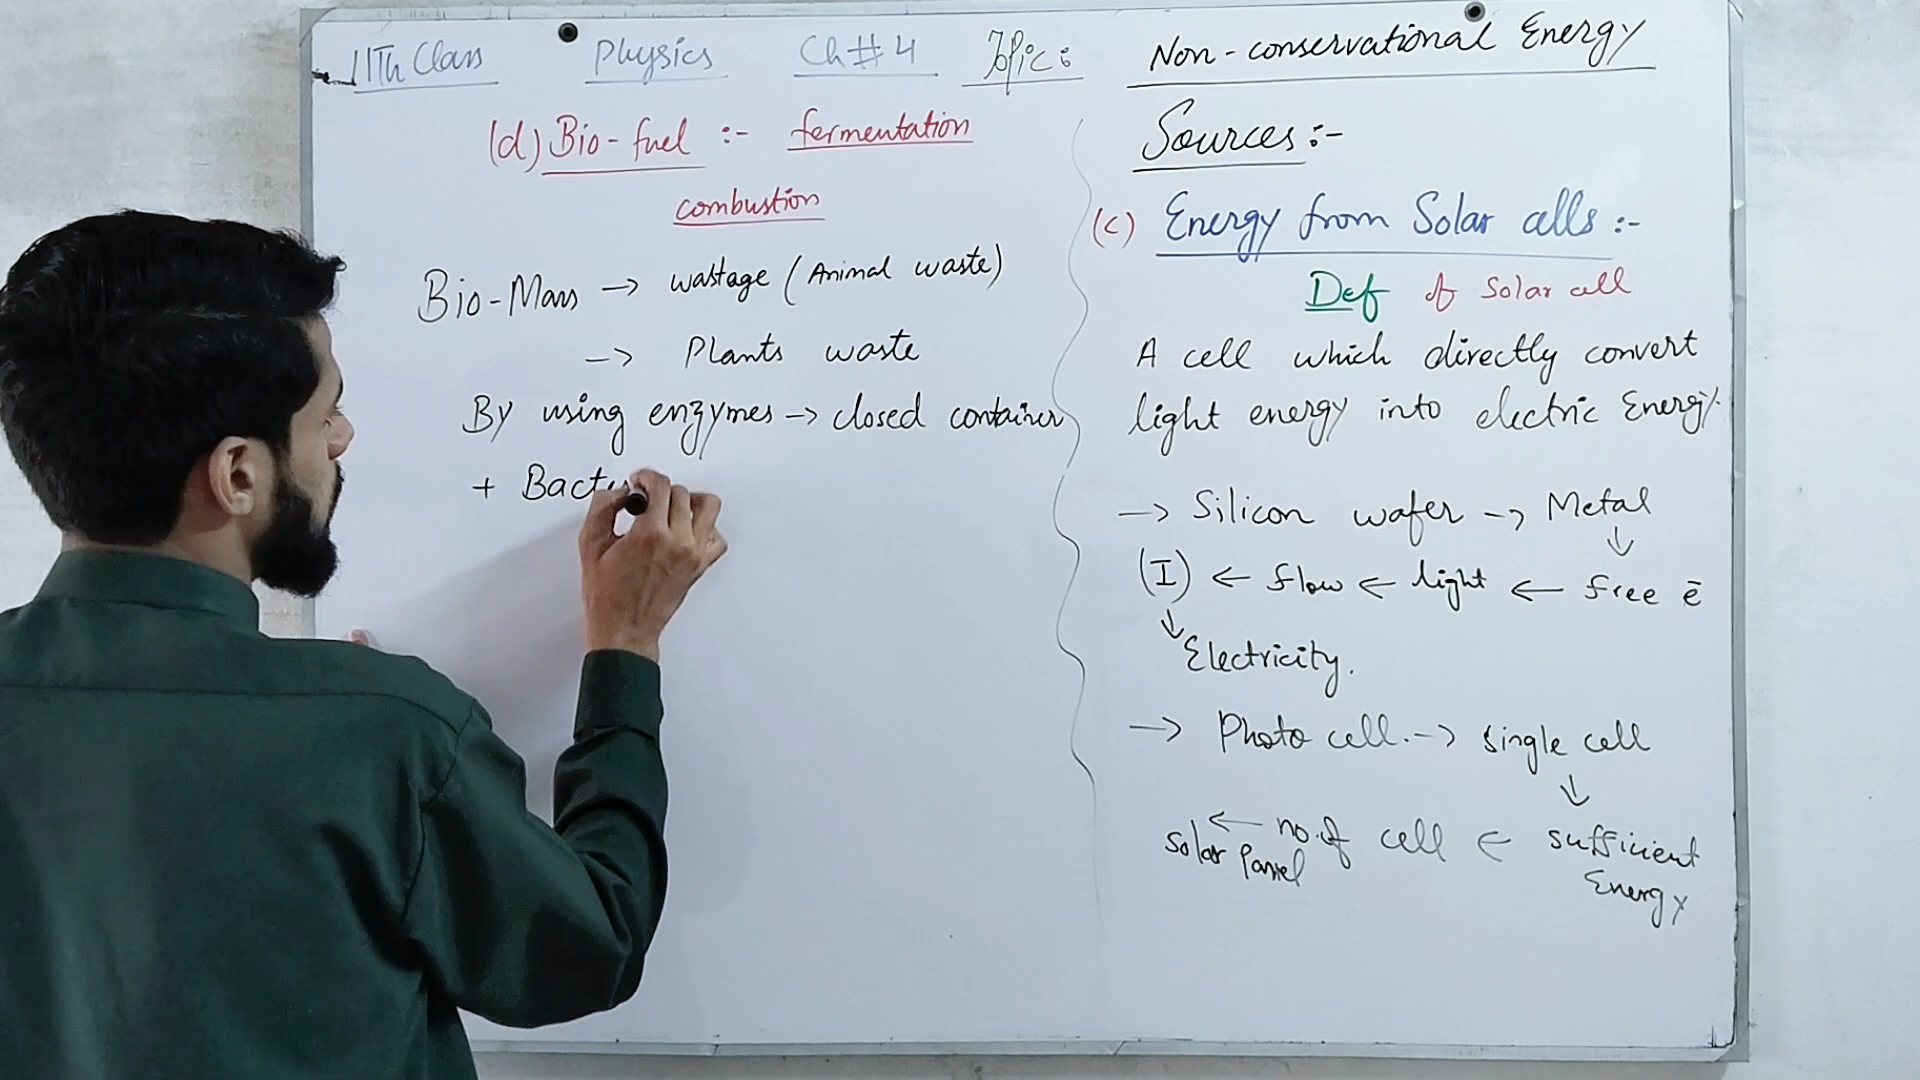 11Th Class Physics Ch # 4 Topic : Non-conservational Energy
Sources :-
(d) Bio-fuel :- fermentation
combustion
Bio-Mass → wastage (Animal waste)
→ Plants waste
By using enzymes → closed container
+ Bacte
(c) Energy from Solar cells :-
Def of Solar cell
A cell which directly convert
light energy into electric Energy.
→ Silicon wafer → Metal
↓
(I) ← flow ← light ← free ē
↓
Electricity.
→ Photo cell. → single cell
↓
solar Pannel ← no. of cell ← sufficient
Energy